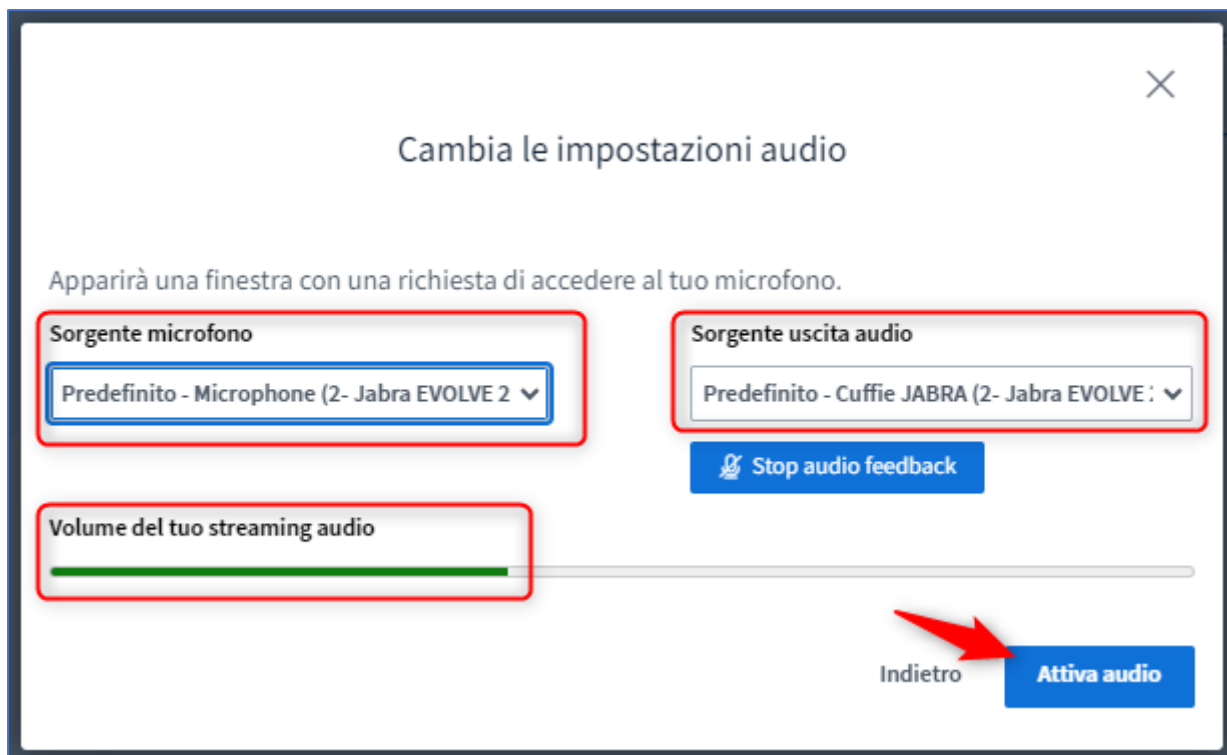 Cambia le impostazioni audio
Apparirà una finestra con una richiesta di accedere al tuo microfono.
Sorgente microfono
Sorgente uscita audio
Predefinito - Microphone (2- Jabra EVOLVE 2
Predefinito - Cuffie JABRA (2- Jabra EVOLVE
Stop audio feedback
Volume del tuo streaming audio
Indietro
Attiva audio